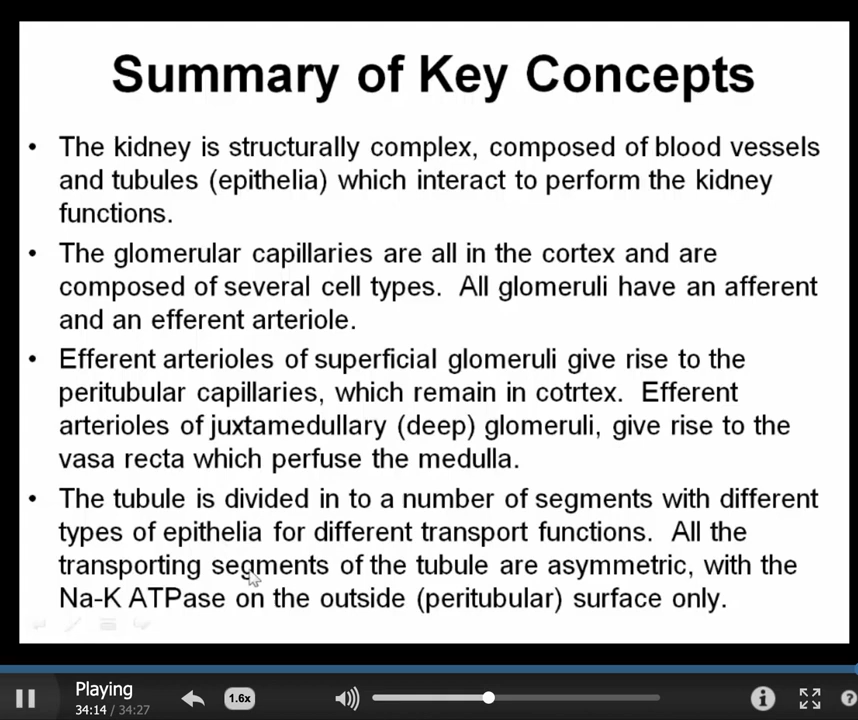 Summary of Key Concepts
• The kidney is structurally complex, composed of blood vessels
and tubules (epithelia) which interact to perform the kidney
functions.
• The glomerular capillaries are all in the cortex and are
composed of several cell types.  All glomeruli have an afferent
and an efferent arteriole.
• Efferent arterioles of superficial glomeruli give rise to the
peritubular capillaries, which remain in cotrtex.  Efferent
arterioles of juxtamedullary (deep) glomeruli, give rise to the
vasa recta which perfuse the medulla.
• The tubule is divided in to a number of segments with different
types of epithelia for different transport functions.  All the
transporting segments of the tubule are asymmetric, with the
Na-K ATPase on the outside (peritubular) surface only.
Playing
34:14 / 34:27
1.6x